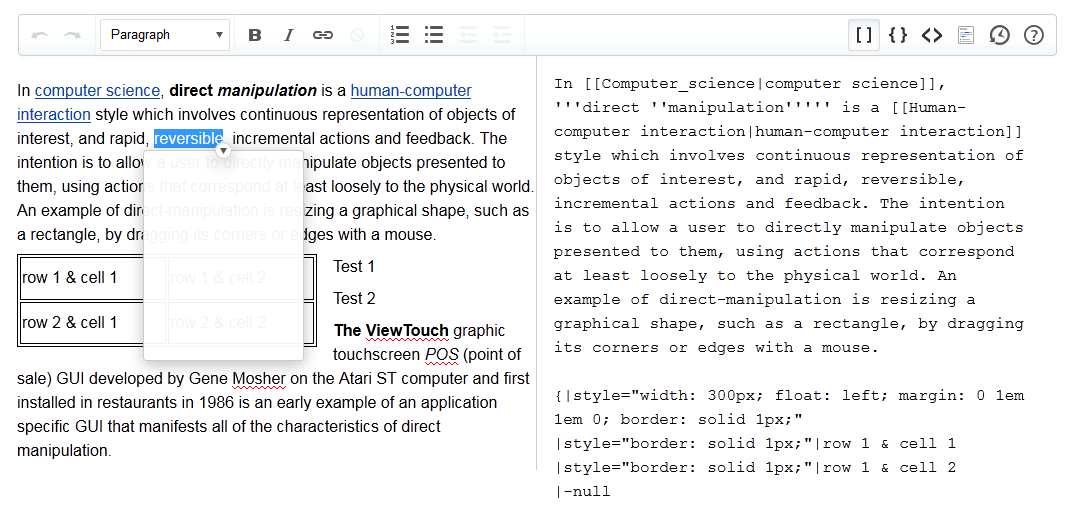 Paragraph
In computer science, direct manipulation is a human-computer
interaction style which involves continuous representation of objects of
interest, and rapid, reversible, incremental actions and feedback. The
intention is to allow a user to directly manipulate objects presented to
them, using actions that correspond at least loosely to the physical world.
An example of direct-manipulation is resizing a graphical shape, such as
a rectangle, by dragging its corners or edges with a mouse.
row 1 & cell 1
row 1 & cell 2
row 2 & cell 1
row 2 & cell 2
Test 1
Test 2
The ViewTouch graphic
touchscreen POS (point of
sale) GUI developed by Gene Mosher on the Atari ST computer and first
installed in restaurants in 1986 is an early example of an application
specific GUI that manifests all of the characteristics of direct
manipulation.
In [[Computer_science|computer science]],
'''direct ''manipulation''''' is a [[Human-
computer interaction|human-computer interaction]]
style which involves continuous representation of
objects of interest, and rapid, reversible,
incremental actions and feedback. The intention
is to allow a user to directly manipulate objects
presented to them, using actions that correspond
at least loosely to the physical world. An
example of direct-manipulation is resizing a
graphical shape, such as a rectangle, by dragging
its corners or edges with a mouse.
{|style="width: 300px; float: left; margin: 0 1em
1em 0; border: solid 1px;"
|style="border: solid 1px;"|row 1 & cell 1
|style="border: solid 1px;"|row 1 & cell 2
|-null